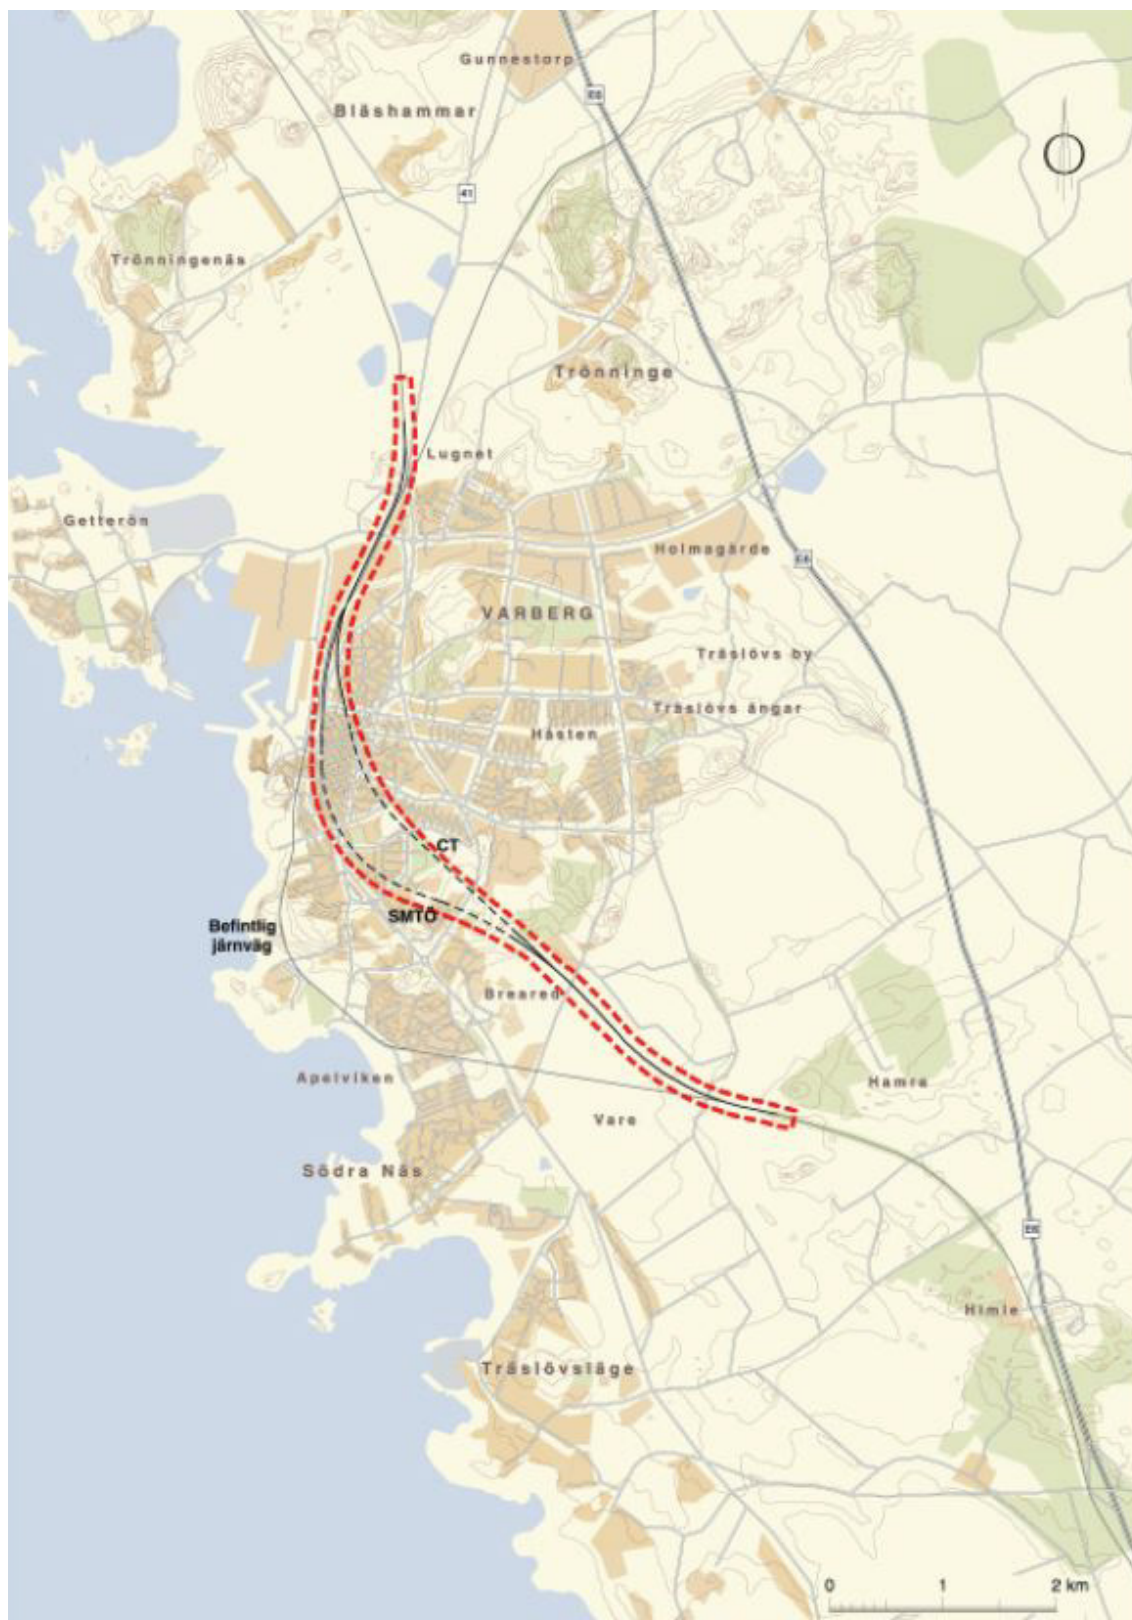 Gunnestorp
E6
Bläshammar
41
Trönningenäs
Trönninge
Lugnet
Getterön
Holmagärde
E6
VARBERG
Träslövs by
Träslövs ängar
Håsten
CT
SMTÖ
Befintlig
järnväg
Breared
Apelviken
Hamra
Vare
Södra Näs
E6
Himle
Träslövsläge
0 1 2 km